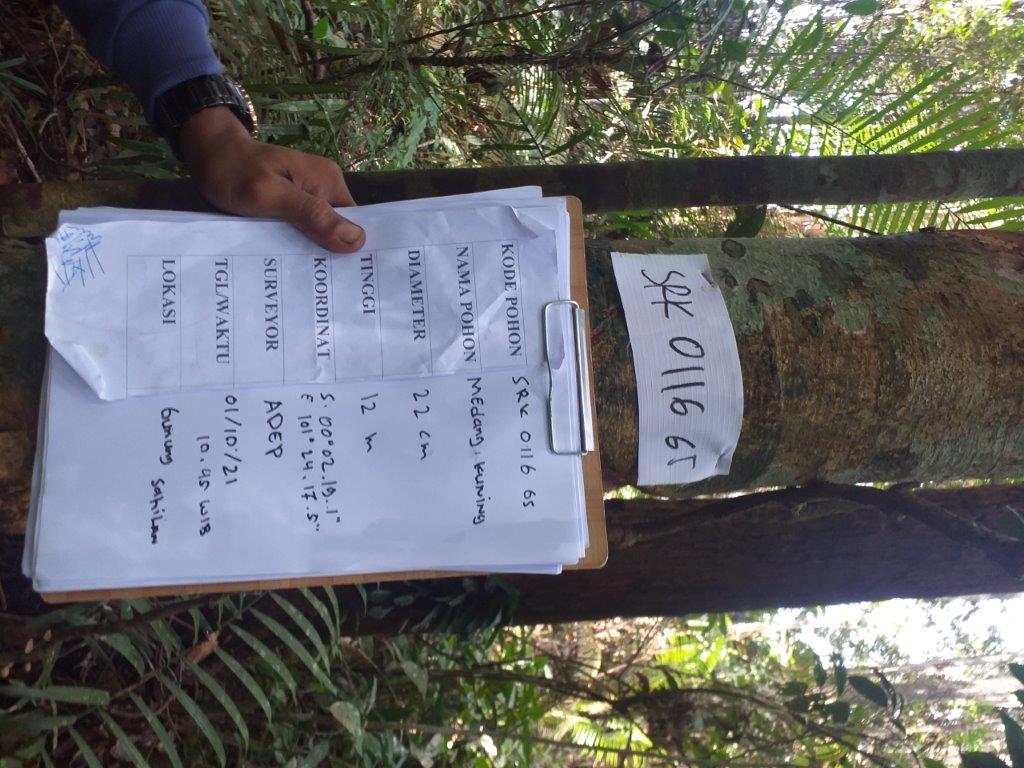 KODE POHON SRK 0116 GS
NAMA POHON Medang kuning
DIAMETER 22 cm
TINGGI 12 m
KOORDINAT S. 00°02.19.1"
E 101°24.17.5"
SURVEYOR ADEP
TGL/WAKTU 01/10/21
10.45 WIB
LOKASI Gunung Sahilan
SRK 0116 GS